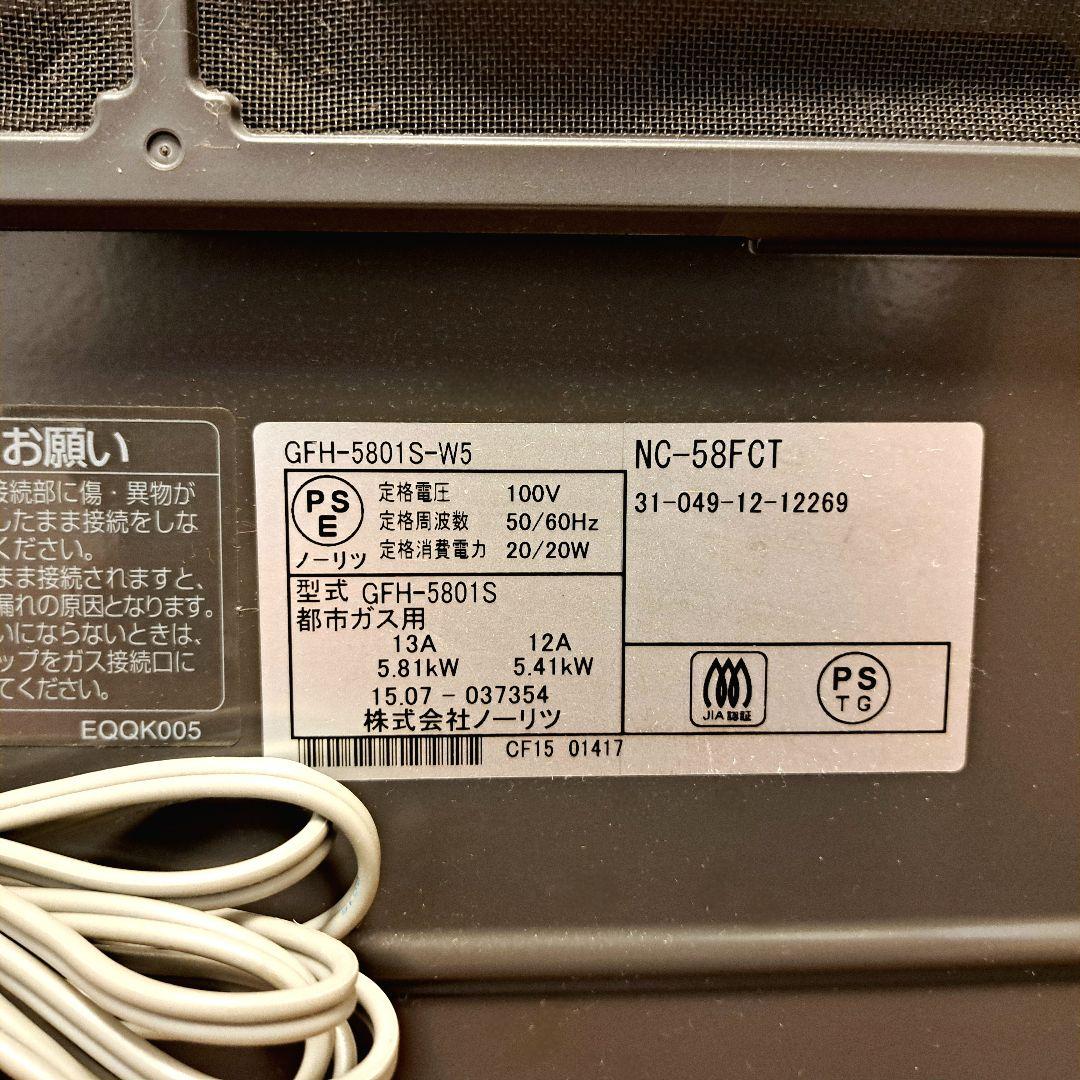 お願い
接続部に傷・異物が
したまま接続をしな
ください。
まま接続されますと、
漏れの原因となります。
いにならないときは、
ップをガス接続口に
てください。
EQQK005
GFH-5801S-W5
PS
E
ノーリツ
定格電圧 100V
定格周波数 50/60Hz
定格消費電力 20/20W
型式 GFH-5801S
都市ガス用
13A 12A
5.81kW 5.41kW
15.07-037354
株式会社ノーリツ
CF15 01417
NC-58FCT
31-049-12-12269
JIA 認証
PS
TG